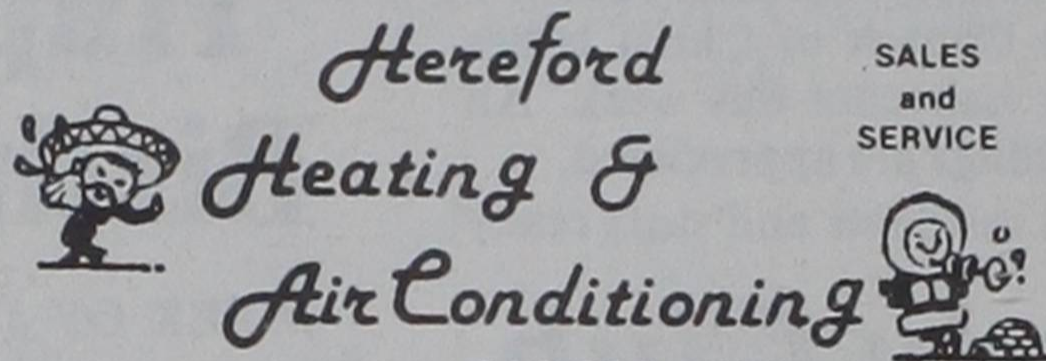 Hereford
Heating &
Air Conditioning
SALES
and
SERVICE